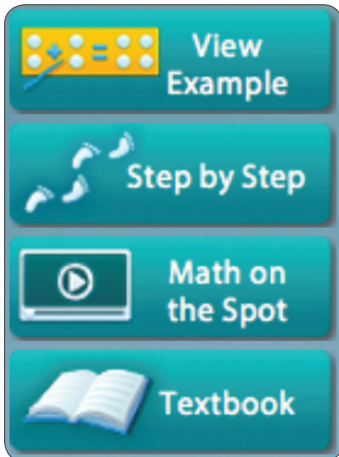 View
Example
Step by Step
Math on
the Spot
Textbook